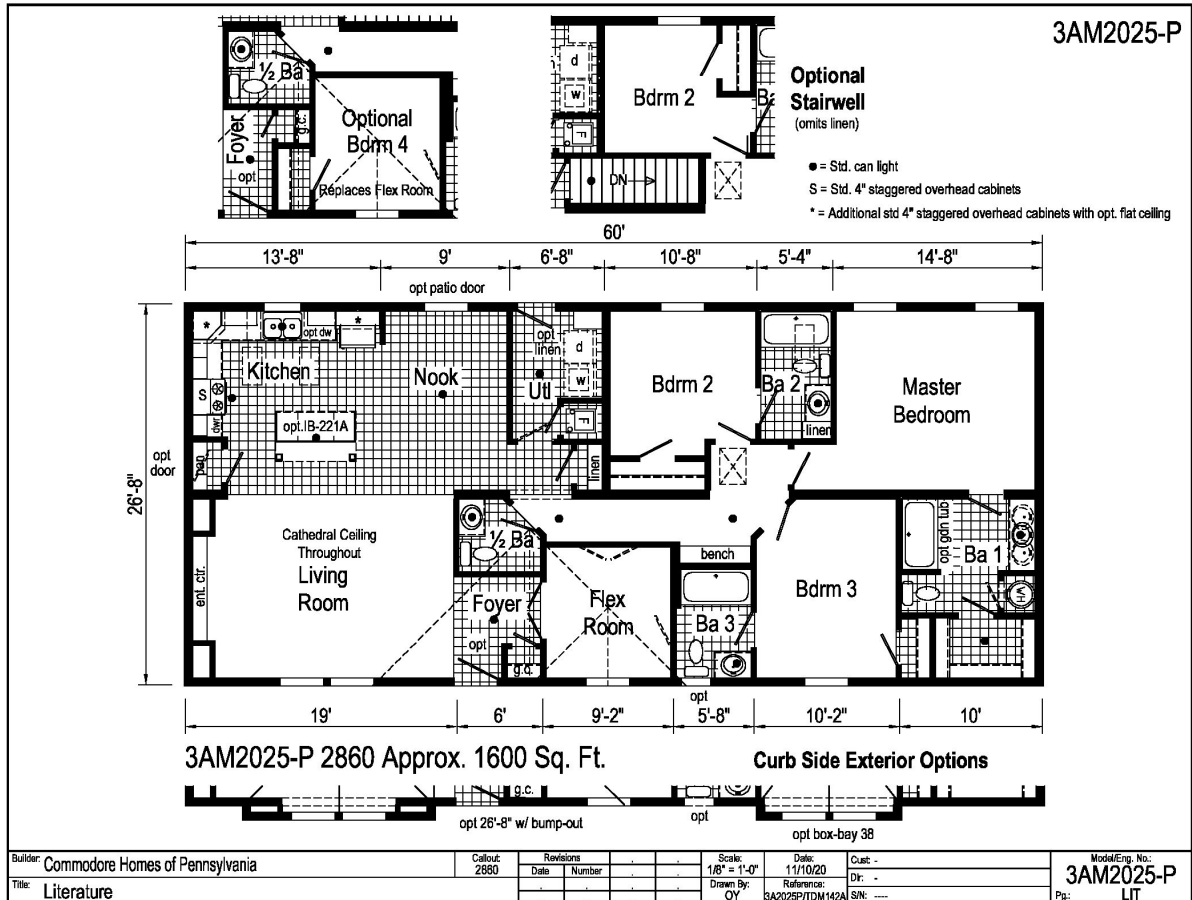 3AM2025-P
½ Ba
Foyer
opt
g.c.
Optional
Bdrm 4
Replaces Flex Room
d
w
F
Bdrm 2
Ba
DN
X
Optional
Stairwell
(omits linen)
● = Std. can light
S = Std. 4" staggered overhead cabinets
* = Additional std 4" staggered overhead cabinets with opt. flat ceiling
60'
13'-8" 9' 6'-8" 10'-8" 5'-4" 14'-8"
opt patio door
26'-8"
opt
door
*
opt dw
*
Kitchen
S
dwr
pan
opt.IB-221A
Nook
opt
linen
d
w
Utl
F
linen
Bdrm 2
X
Ba 2
linen
Master
Bedroom
Cathedral Ceiling
Throughout
Living
Room
ent. ctr.
½ Ba
Foyer
opt
g.c.
Flex
Room
bench
Ba 3
opt
Bdrm 3
opt gdn tub
Ba 1
WH
19' 6' 9'-2" 5'-8" 10'-2" 10'
3AM2025-P 2860 Approx. 1600 Sq. Ft.
Curb Side Exterior Options
g.c.
opt 26'-8" w/ bump-out
opt
opt box-bay 38
Builder: Commodore Homes of Pennsylvania
Title: Literature
Callout:
2860
Revisions
Date Number
Scale:
1/8" = 1'-0"
Drawn By:
OY
Date:
11/10/20
Reference:
3A2025P/TDM142A
Cust: -
Dir: -
S/N: ----
Model/Eng. No.:
3AM2025-P
Pg.: LIT